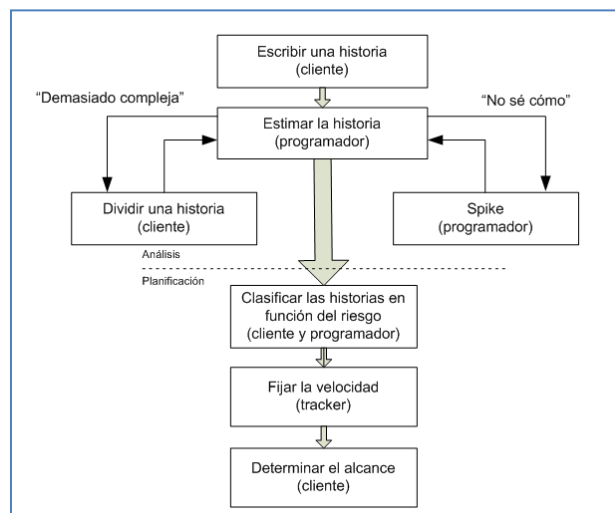 Escribir una historia
(cliente)
“Demasiado compleja”
“No sé cómo”
Estimar la historia
(programador)
Dividir una historia
(cliente)
Spike
(programador)
Análisis
Planificación
Clasificar las historias en
función del riesgo
(cliente y programador)
Fijar la velocidad
(tracker)
Determinar el alcance
(cliente)